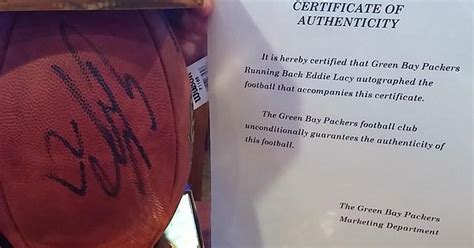 CERTIFICATE OF
AUTHENTICITY
It is hereby certified that Green Bay Packers
Running Back Eddie Lacy autographed the
football that accompanies this certificate.
The Green Bay Packers football club
unconditionally guarantees the authenticity of
this football.
The Green Bay Packers
Marketing Department
Wilson